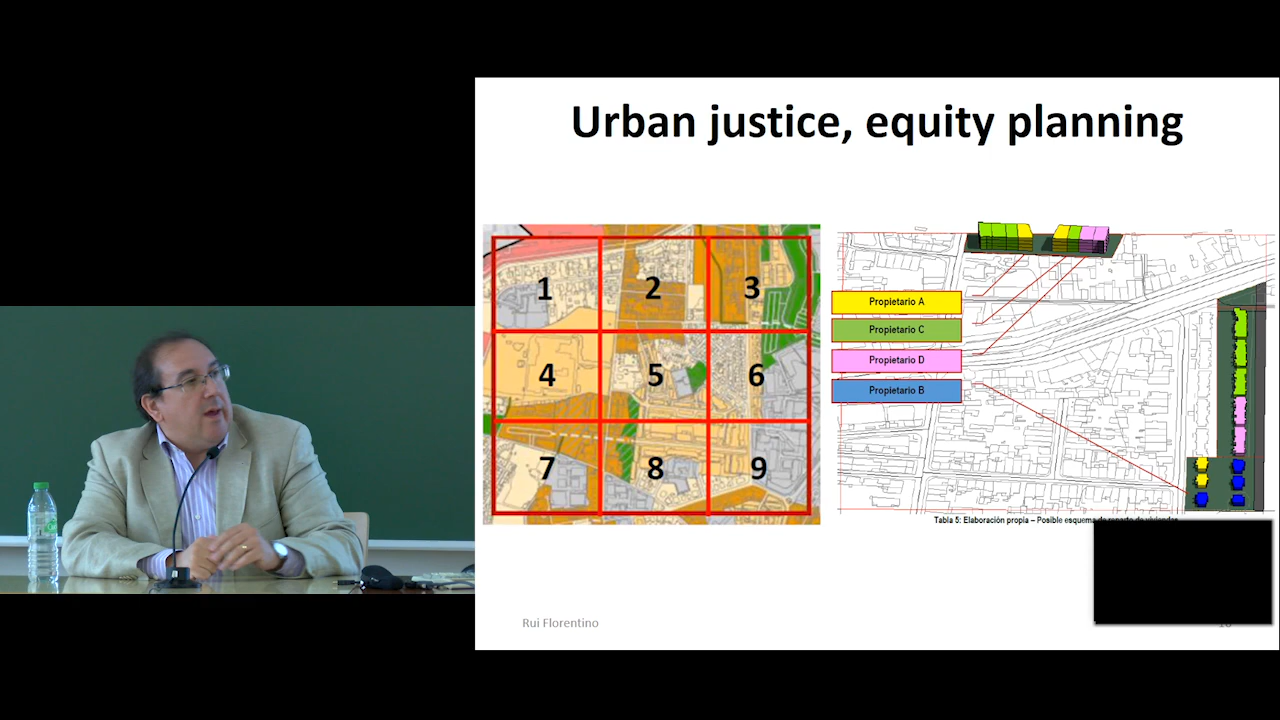 Urban justice, equity planning
1
2
3
4
5
6
7
8
9
Propietario A
Propietario C
Propietario D
Propietario B
Tabla 5: Elaboración propia – Posible esquema de reparto de viviendas
Rui Florentino